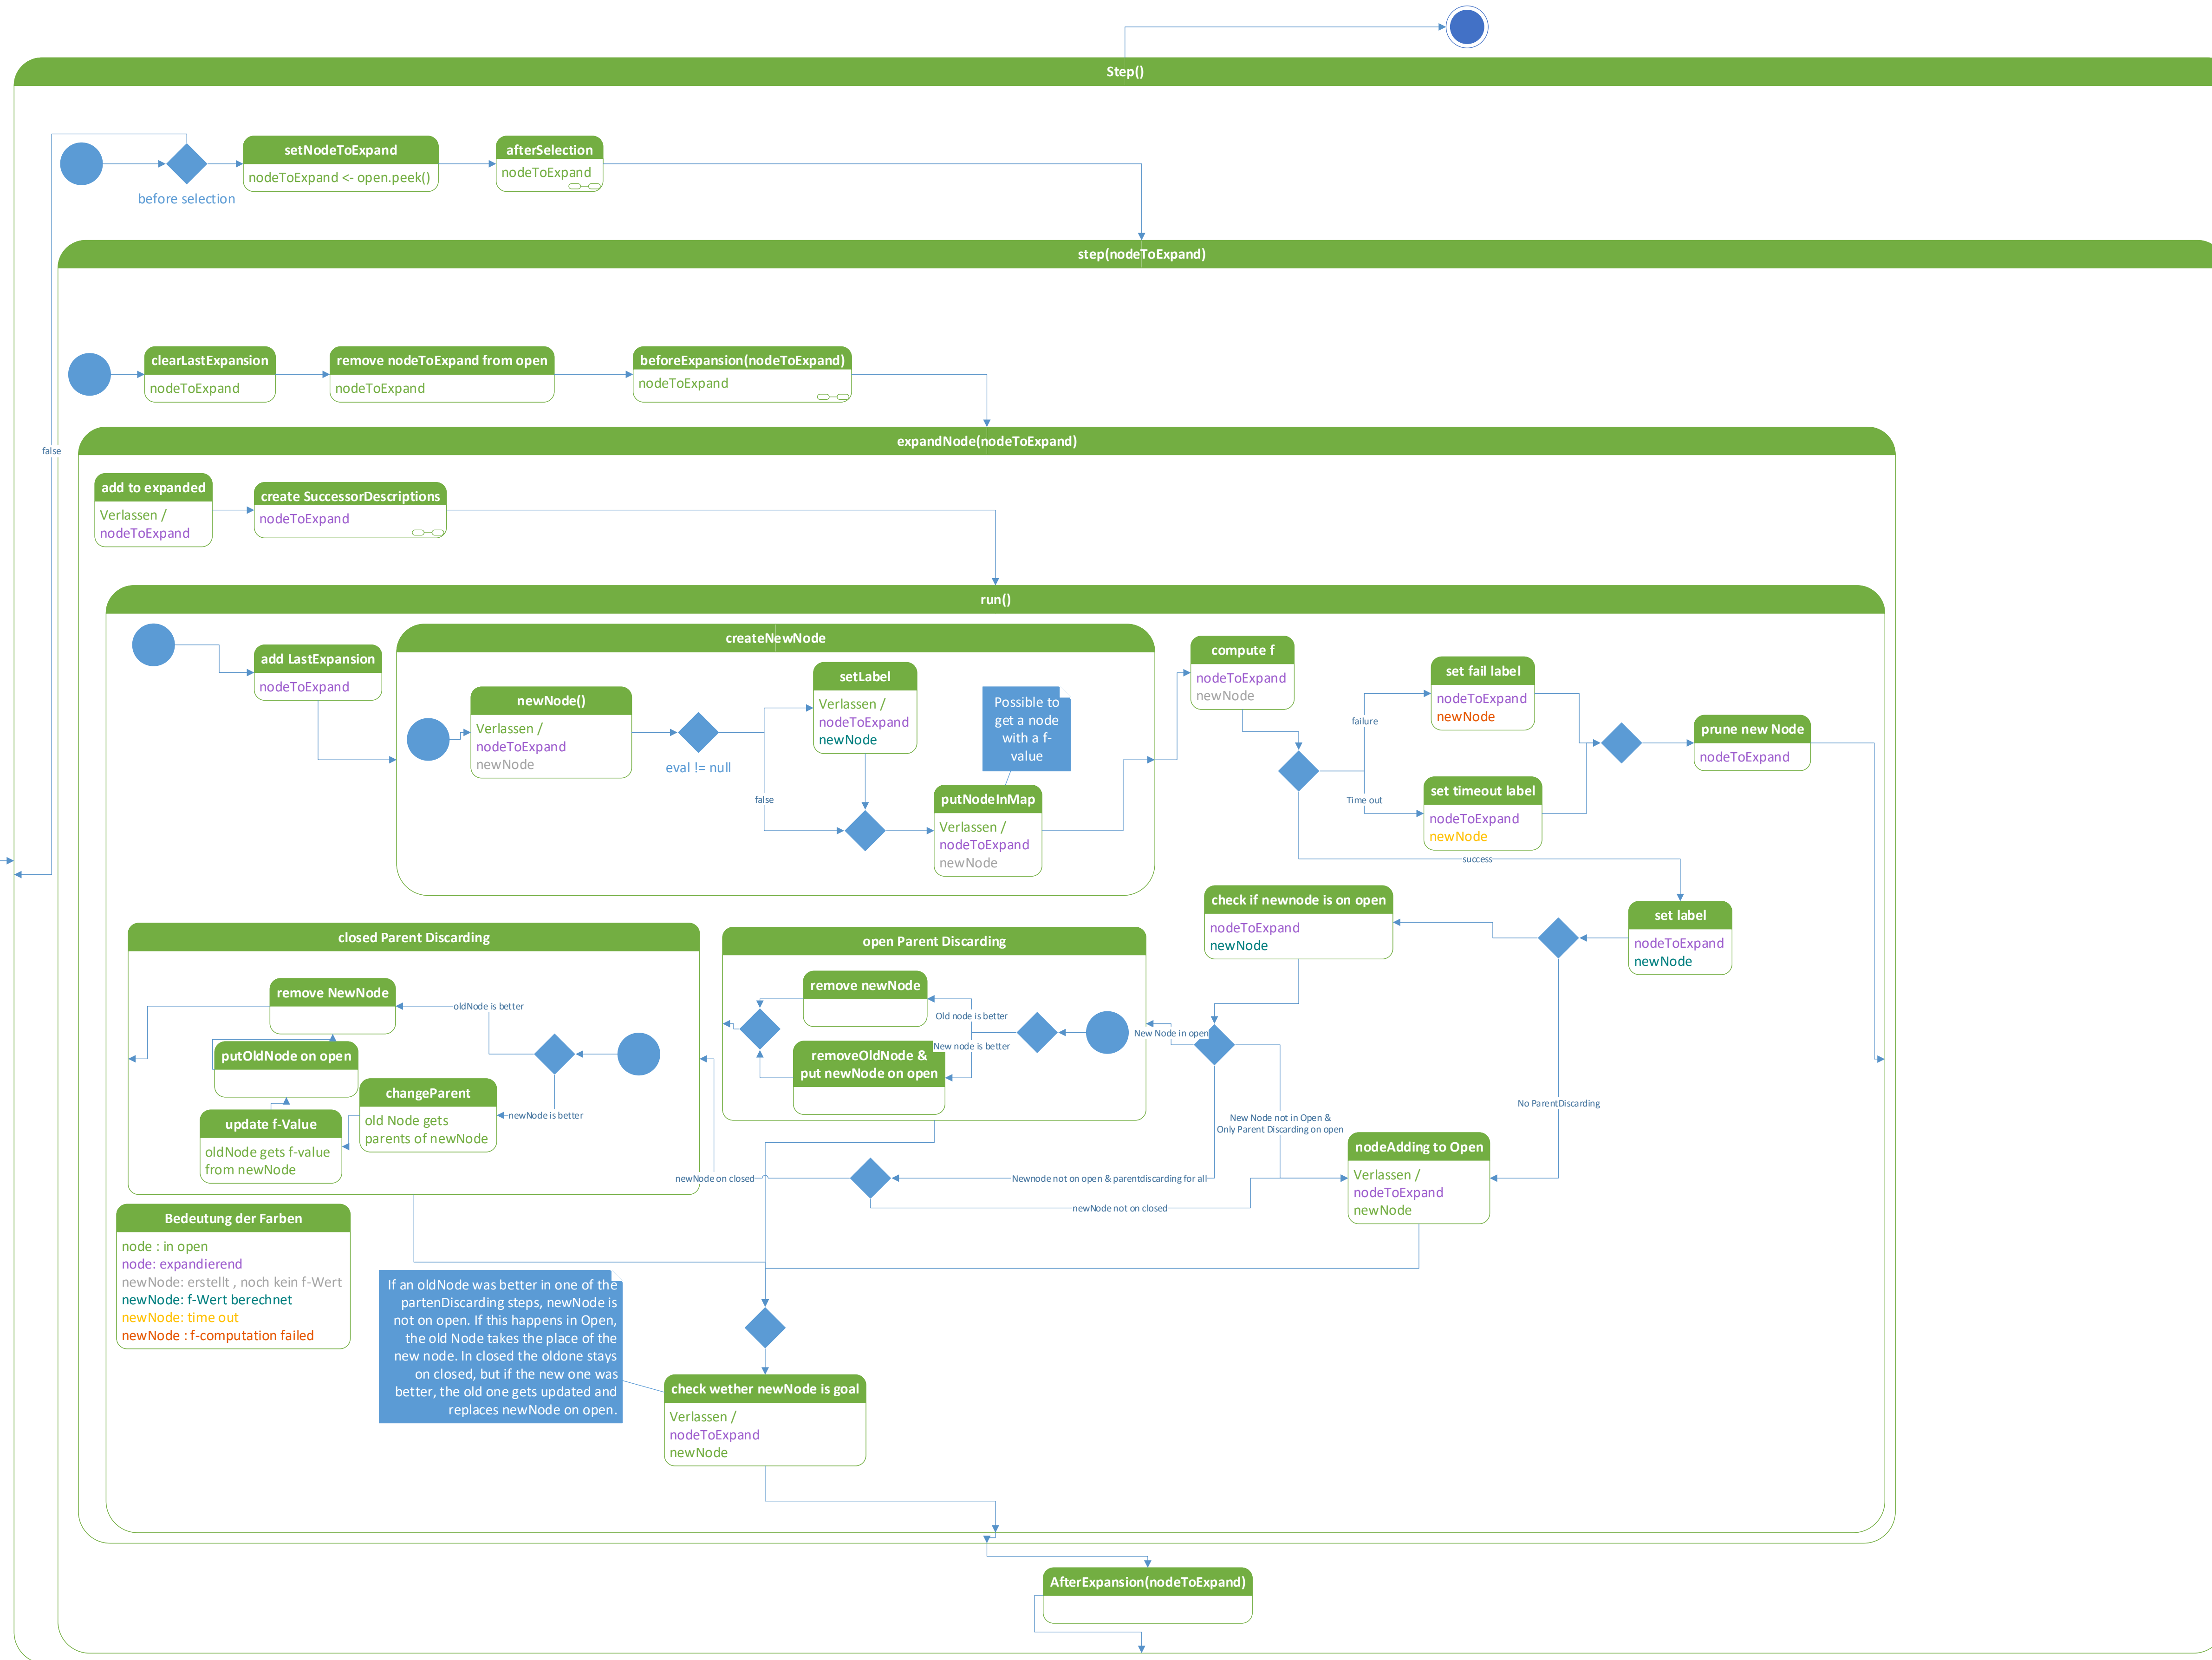 Step()
setNodeToExpand
nodeToExpand <- open.peek()
before selection
afterSelection
nodeToExpand
step(nodeToExpand)
clearLastExpansion
nodeToExpand
remove nodeToExpand from open
nodeToExpand
beforeExpansion(nodeToExpand)
nodeToExpand
false
expandNode(nodeToExpand)
add to expanded
Verlassen /
nodeToExpand
create SuccessorDescriptions
nodeToExpand
run()
add LastExpansion
nodeToExpand
createNewNode
newNode()
Verlassen /
nodeToExpand
newNode
eval != null
false
setLabel
Verlassen /
nodeToExpand
newNode
Possible to
get a node
with a f-
value
putNodeInMap
Verlassen /
nodeToExpand
newNode
compute f
nodeToExpand
newNode
failure
Time out
success
set fail label
nodeToExpand
newNode
set timeout label
nodeToExpand
newNode
prune new Node
nodeToExpand
set label
nodeToExpand
newNode
check if newnode is on open
nodeToExpand
newNode
closed Parent Discarding
remove NewNode
oldNode is better
putOldNode on open
changeParent
old Node gets
parents of newNode
newNode is better
update f-Value
oldNode gets f-value
from newNode
open Parent Discarding
remove newNode
Old node is better
New node is better
removeOldNode &
put newNode on open
New Node in open
New Node not in Open &
Only Parent Discarding on open
No ParentDiscarding
newNode on closed
Newnode not on open & parentdiscarding for all
newNode not on closed
nodeAdding to Open
Verlassen /
nodeToExpand
newNode
Bedeutung der Farben
node : in open
node: expandierend
newNode: erstellt , noch kein f-Wert
newNode: f-Wert berechnet
newNode: time out
newNode : f-computation failed
If an oldNode was better in one of the
partenDiscarding steps, newNode is
not on open. If this happens in Open,
the old Node takes the place of the
new node. In closed the oldone stays
on closed, but if the new one was
better, the old one gets updated and
replaces newNode on open.
check wether newNode is goal
Verlassen /
nodeToExpand
newNode
AfterExpansion(nodeToExpand)